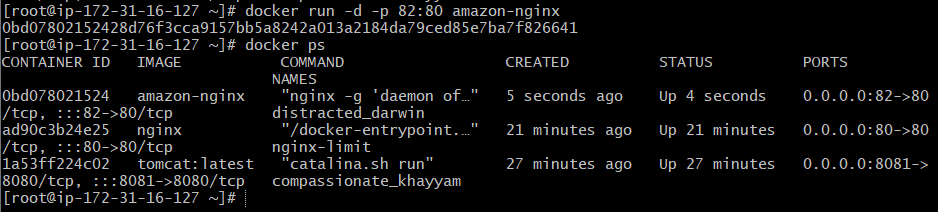 [root@ip-172-31-16-127 ~]# docker run -d -p 82:80 amazon-nginx
0bd07802152428d76f3cca9157bb5a8242a013a2184da79ced85e7ba7f826641
[root@ip-172-31-16-127 ~]# docker ps
CONTAINER ID   IMAGE           COMMAND                  CREATED          STATUS          PORTS
                       NAMES
0bd078021524   amazon-nginx    "nginx -g 'daemon of…"   5 seconds ago    Up 4 seconds    0.0.0.0:82->80
/tcp, :::82->80/tcp            distracted_darwin
ad90c3b24e25   nginx           "/docker-entrypoint.…"   21 minutes ago   Up 21 minutes   0.0.0.0:80->80
/tcp, :::80->80/tcp            nginx-limit
1a53ff224c02   tomcat:latest   "catalina.sh run"        27 minutes ago   Up 27 minutes   0.0.0.0:8081->
8080/tcp, :::8081->8080/tcp    compassionate_khayyam
[root@ip-172-31-16-127 ~]#